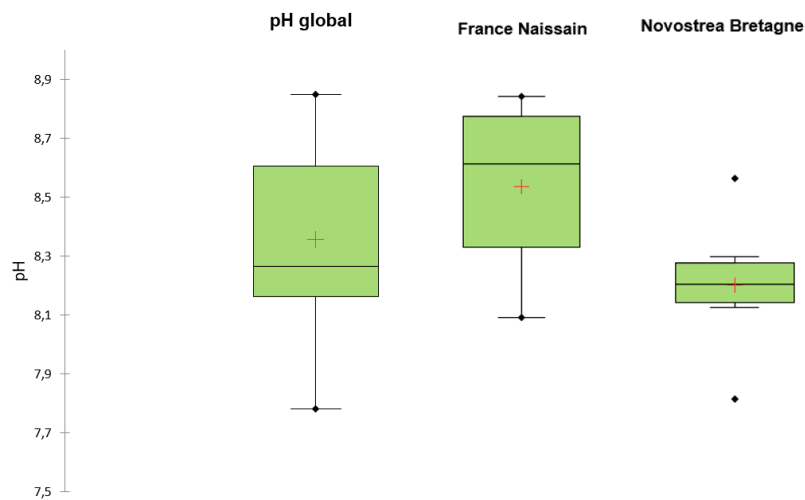 pH global
France Naissain
Novostrea Bretagne
8,9
8,7
8,5
8,3
pH
8,1
7,9
7,7
7,5